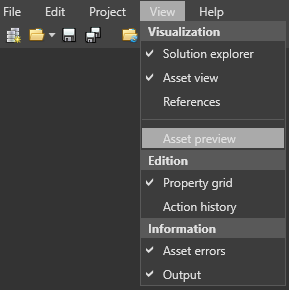 File Edit Project View Help
Visualization
Solution explorer
Asset view
References
Asset preview
Edition
Property grid
Action history
Information
Asset errors
Output